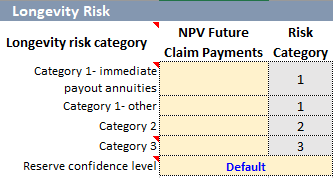 Longevity Risk
Longevity risk category
NPV Future
Claim Payments
Risk
Category
Category 1- immediate
payout annuities
1
Category 1- other
1
Category 2
2
Category 3
3
Reserve confidence level
Default